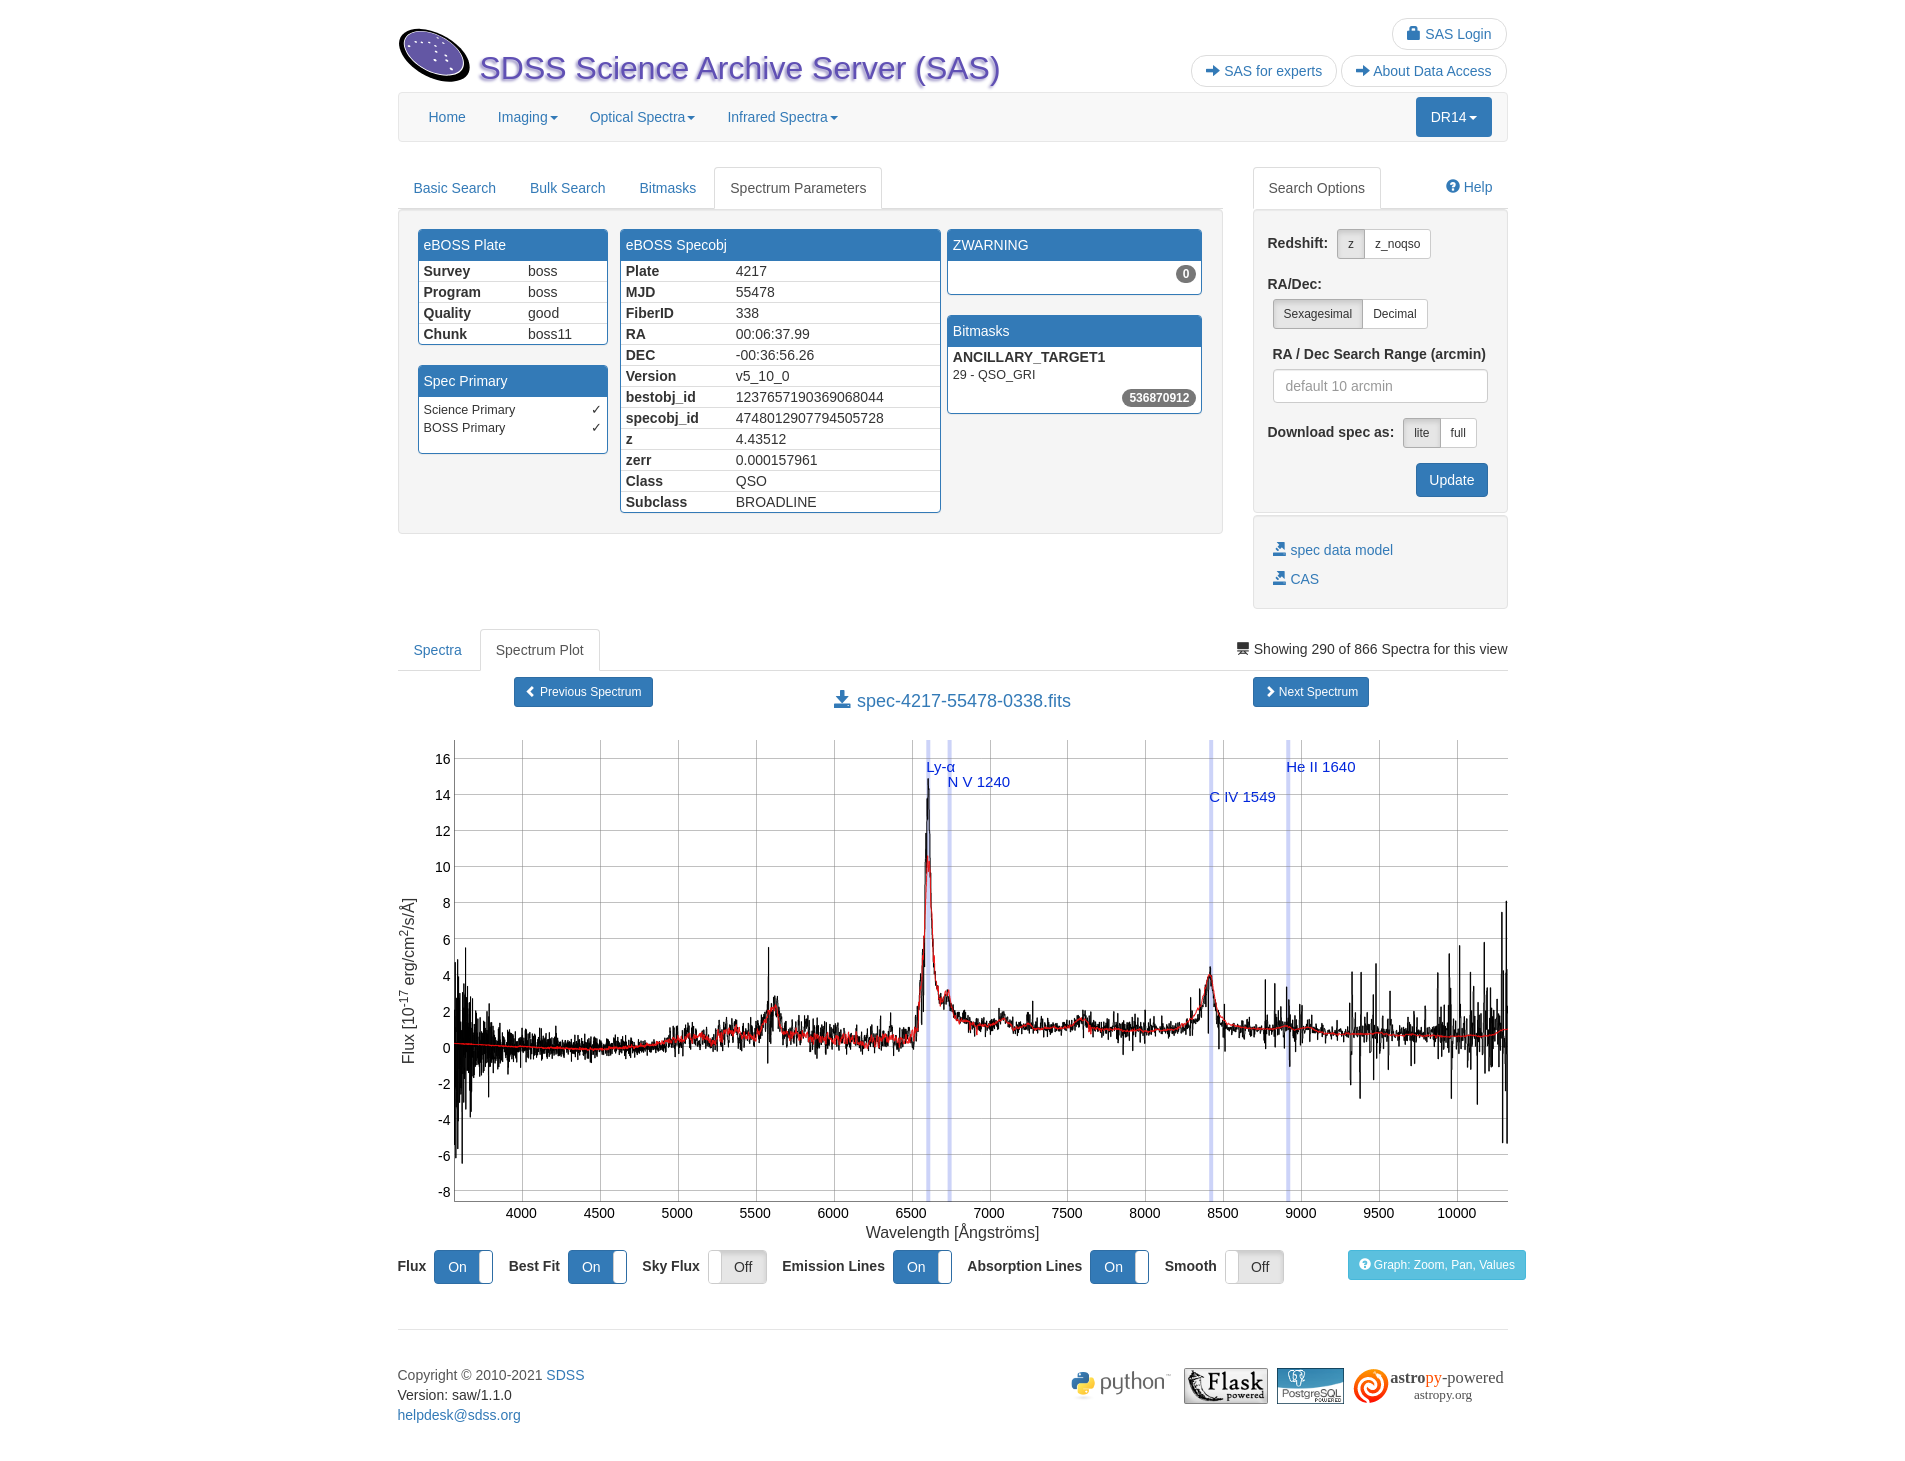 SAS Login
SDSS Science Archive Server (SAS)
SAS for experts
About Data Access
Home
Imaging
Optical Spectra
Infrared Spectra
DR14
Basic Search
Bulk Search
Bitmasks
Spectrum Parameters
Search Options
Help
eBOSS Plate
Survey boss
Program boss
Quality good
Chunk boss11
Spec Primary
Science Primary ✓
BOSS Primary ✓
eBOSS Specobj
Plate 4217
MJD 55478
FiberID 338
RA 00:06:37.99
DEC -00:36:56.26
Version v5_10_0
bestobj_id 1237657190369068044
specobj_id 4748012907794505728
z 4.43512
zerr 0.000157961
Class QSO
Subclass BROADLINE
ZWARNING
0
Bitmasks
ANCILLARY_TARGET1
29 - QSO_GRI
536870912
Redshift: z z_noqso
RA/Dec:
Sexagesimal Decimal
RA / Dec Search Range (arcmin)
default 10 arcmin
Download spec as: lite full
Update
spec data model
CAS
Spectra
Spectrum Plot
Showing 290 of 866 Spectra for this view
Previous Spectrum
spec-4217-55478-0338.fits
Next Spectrum
Flux [10-17 erg/cm2/s/Å]
16
14
12
10
8
6
4
2
0
-2
-4
-6
-8
Ly-α
N V 1240
C IV 1549
He II 1640
4000 4500 5000 5500 6000 6500 7000 7500 8000 8500 9000 9500 10000
Wavelength [Ångströms]
Flux On
Best Fit On
Sky Flux Off
Emission Lines On
Absorption Lines On
Smooth Off
Graph: Zoom, Pan, Values
Copyright © 2010-2021 SDSS
Version: saw/1.1.0
helpdesk@sdss.org
python™
Flask
powered
PostgreSQL
POWERED
astropy-powered
astropy.org